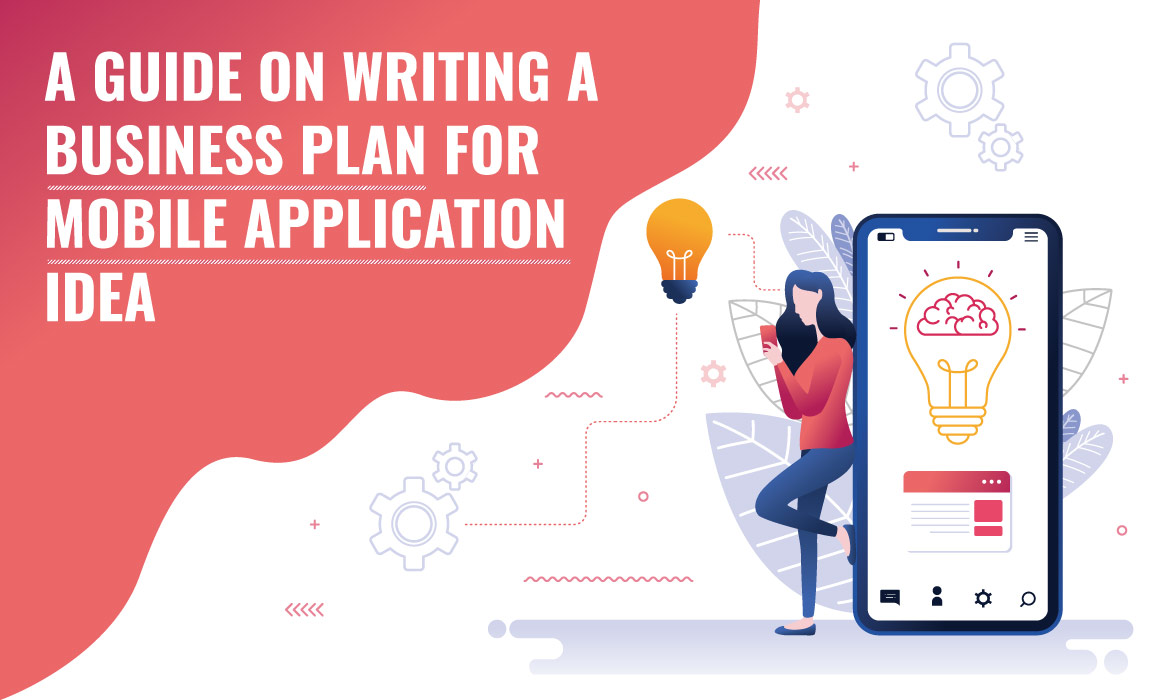 A GUIDE ON WRITING A
BUSINESS PLAN FOR
MOBILE APPLICATION
IDEA